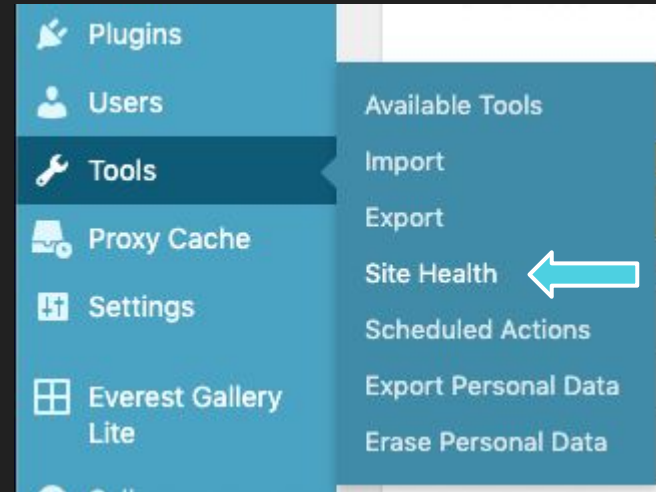 Plugins
Users
Tools
Proxy Cache
Settings
Everest Gallery
Lite
Available Tools
Import
Export
Site Health
Scheduled Actions
Export Personal Data
Erase Personal Data